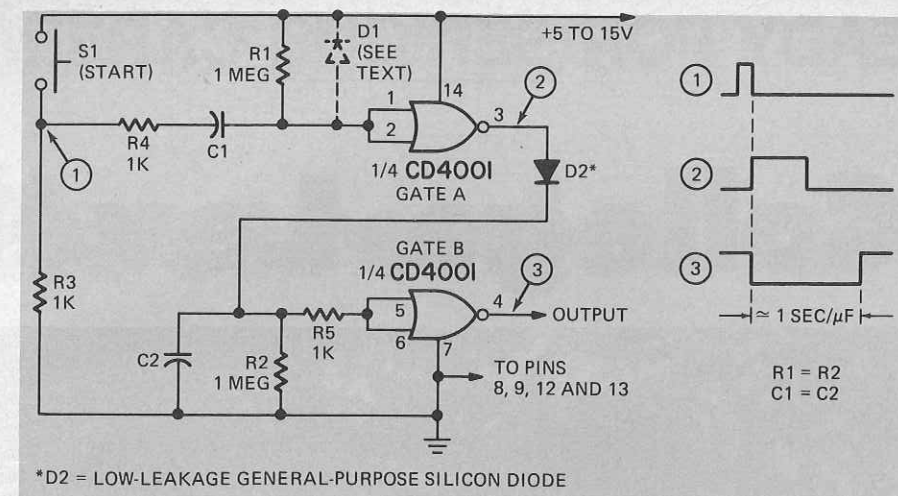 +5 TO 15V
S1
(START)
R1
1 MEG
D1
(SEE
TEXT)
14
1
2
3
2
R4
1K
C1
1
1/4 CD4001
GATE A
D2*
GATE B
1/4 CD4001
3
R3
1K
5
6
4
OUTPUT
R5
1K
7
C2
R2
1 MEG
TO PINS
8, 9, 12 AND 13
1
2
3
≃ 1 SEC/µF
R1 = R2
C1 = C2
*D2 = LOW-LEAKAGE GENERAL-PURPOSE SILICON DIODE